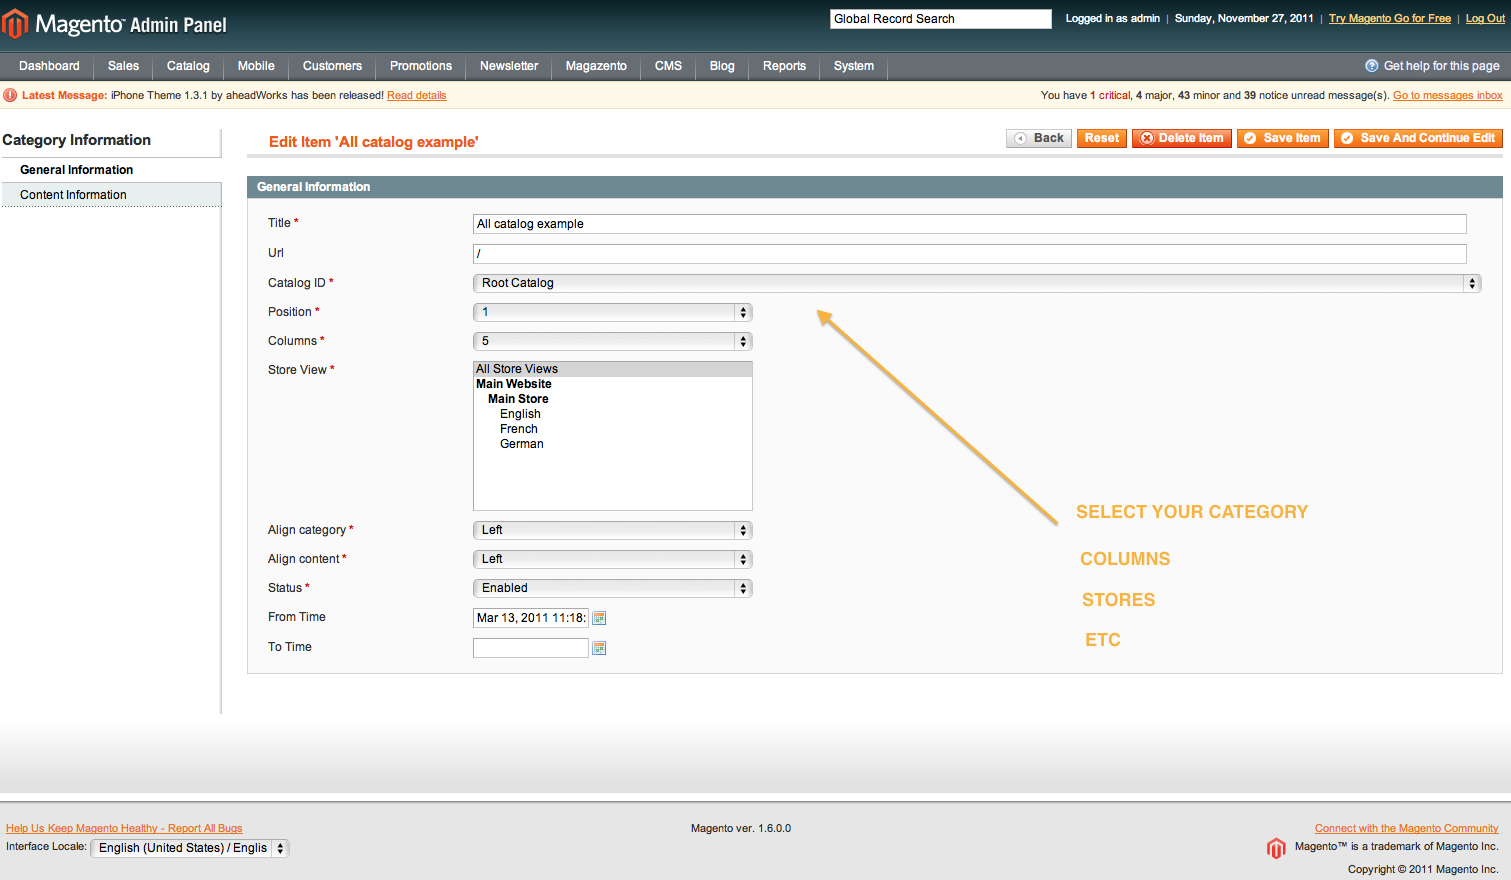 Magento™ Admin Panel
Global Record Search
Logged in as admin | Sunday, November 27, 2011 | Try Magento Go for Free | Log Out
Dashboard Sales Catalog Mobile Customers Promotions Newsletter Magazento CMS Blog Reports System Get help for this page
Latest Message: iPhone Theme 1.3.1 by aheadWorks has been released! Read details
You have 1 critical, 4 major, 43 minor and 39 notice unread message(s). Go to messages inbox
Category Information
General Information
Content Information
Edit Item 'All catalog example'
Back Reset Delete Item Save Item Save And Continue Edit
General Information
Title * All catalog example
Url /
Catalog ID * Root Catalog
Position * 1
Columns * 5
Store View * All Store Views
Main Website
Main Store
English
French
German
Align category * Left
Align content * Left
Status * Enabled
From Time Mar 13, 2011 11:18:
To Time
SELECT YOUR CATEGORY
COLUMNS
STORES
ETC
Help Us Keep Magento Healthy - Report All Bugs
Interface Locale: English (United States) / Englis
Magento ver. 1.6.0.0
Connect with the Magento Community
Magento™ is a trademark of Magento Inc.
Copyright © 2011 Magento Inc.